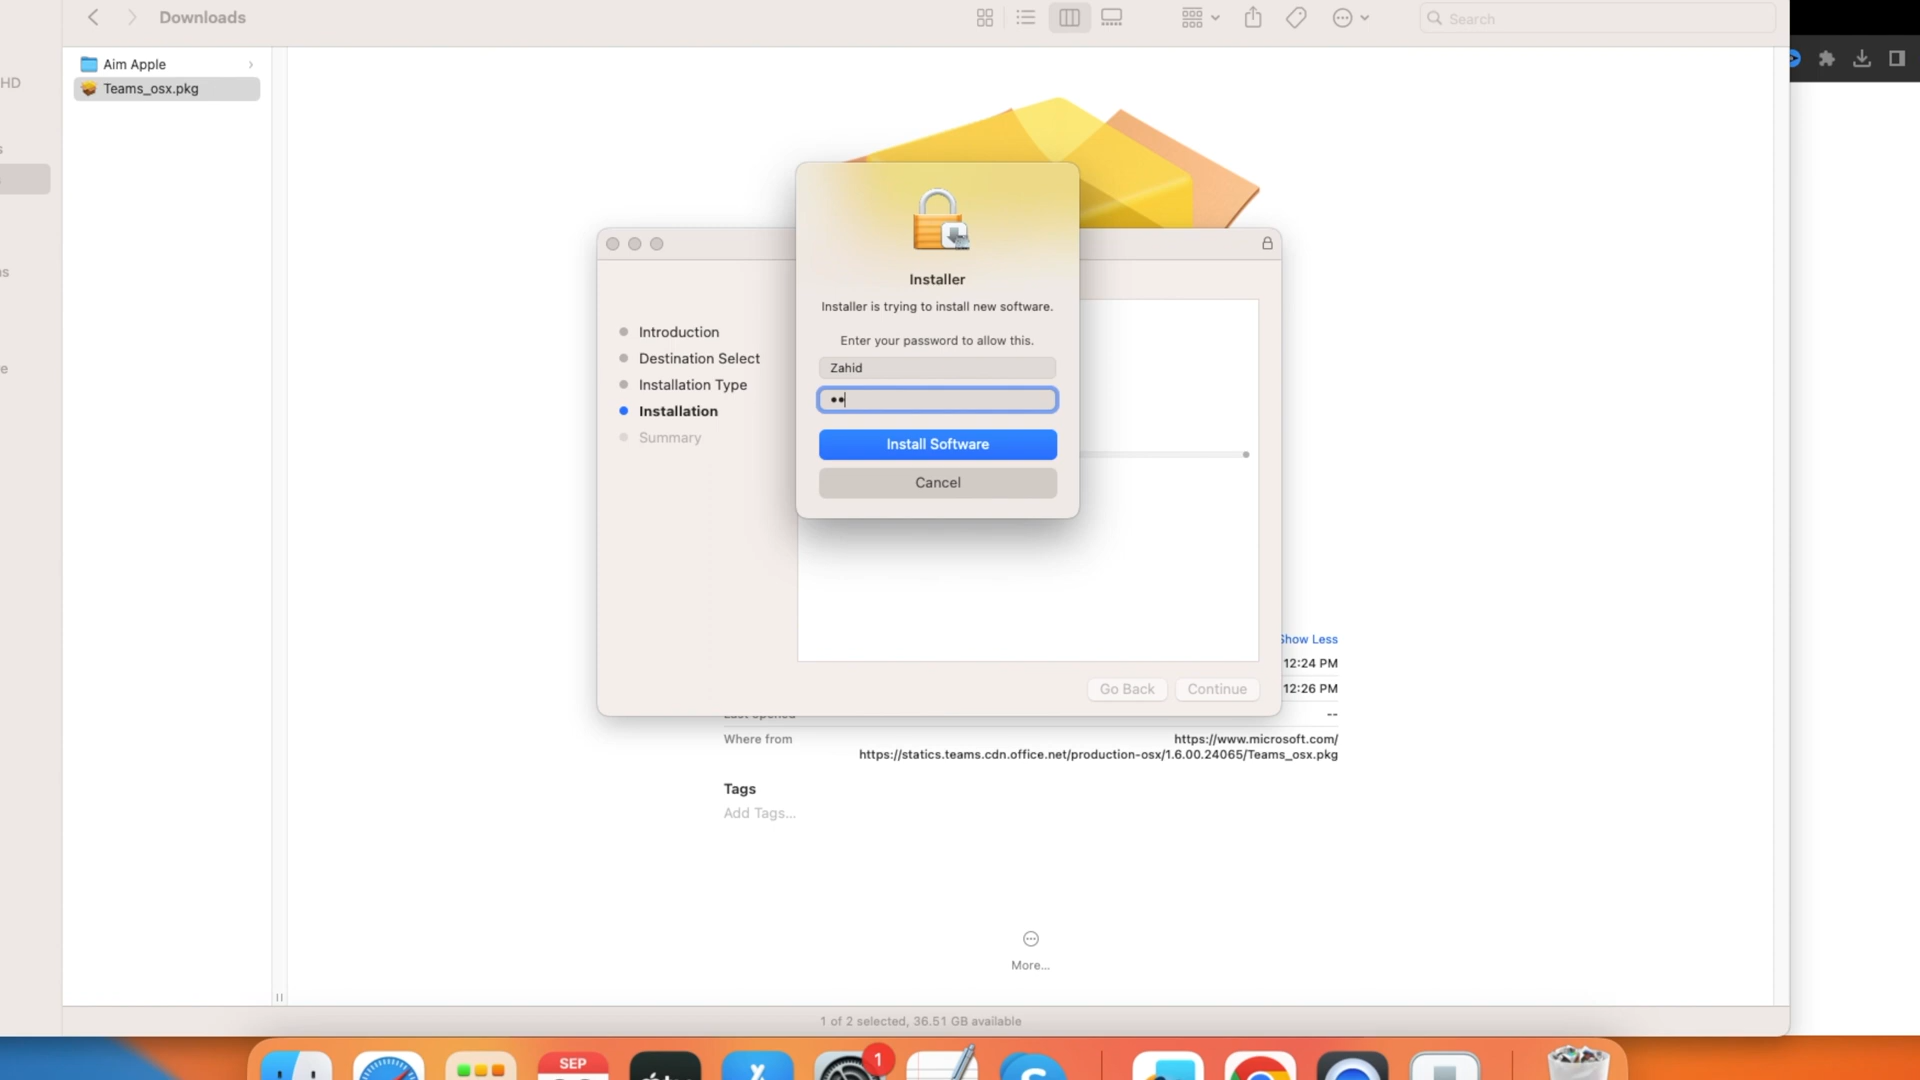 Downloads
Search
HD
Aim Apple
Teams_osx.pkg
s
s
e
Installer
Installer is trying to install new software.
Enter your password to allow this.
Zahid
Install Software
Cancel
Introduction
Destination Select
Installation Type
Installation
Summary
Go Back
Continue
Show Less
12:24 PM
12:26 PM
Last opened
--
Where from
https://www.microsoft.com/
https://statics.teams.cdn.office.net/production-osx/1.6.00.24065/Teams_osx.pkg
Tags
Add Tags...
More...
1 of 2 selected, 36.51 GB available
SEP
1